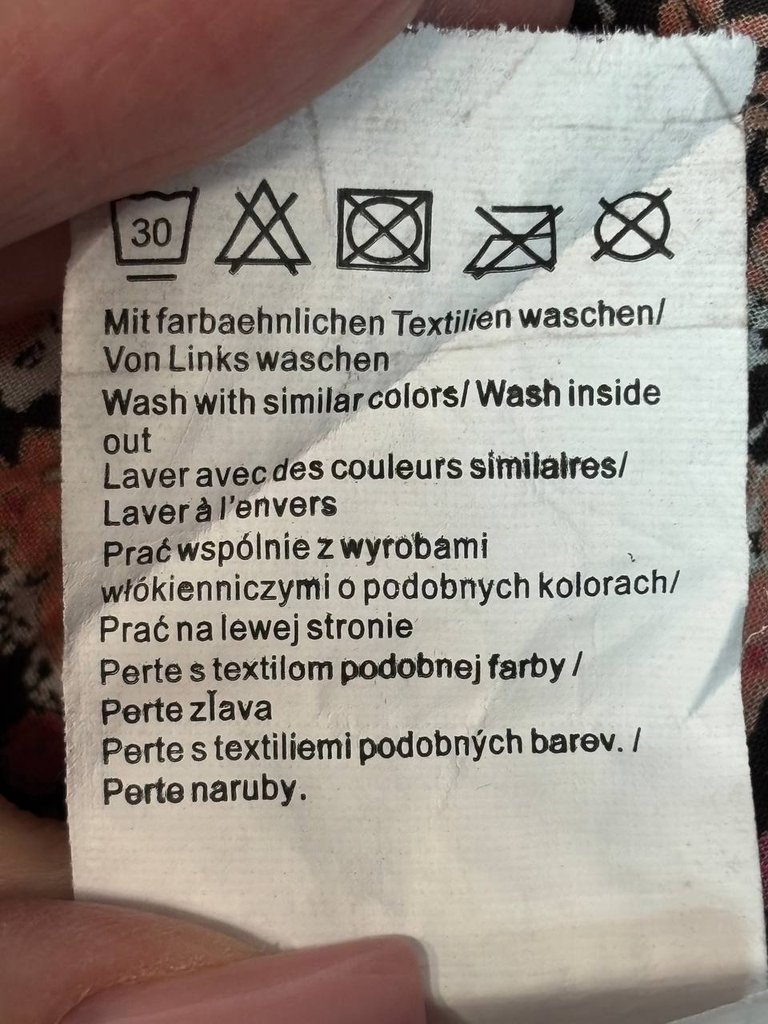 30
Mit farbaehnlichen Textilien waschen/
Von Links waschen
Wash with similar colors/ Wash inside
out
Laver avec des couleurs similaires/
Laver à l'envers
Prać wspólnie z wyrobami
włókienniczymi o podobnych kolorach/
Prać na lewej stronie
Perte s textilom podobnej farby /
Perte zľava
Perte s textiliemi podobných barev. /
Perte naruby.